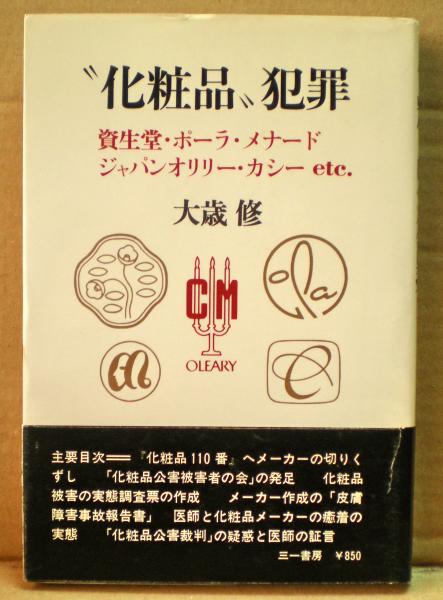 〝化粧品〟犯罪
資生堂・ポーラ・メナード
ジャパンオリリー・カシー etc.
大歳 修
pola
CM
OLEARY
主要目次══『化粧品110番』へメーカーの切りく
ずし　「化粧品公害被害者の会」の発足　化粧品
被害の実態調査票の作成　メーカー作成の「皮膚
障害事故報告書」　医師と化粧品メーカーの癒着の
実態　「化粧品公害裁判」の疑惑と医師の証言
三一書房　￥850